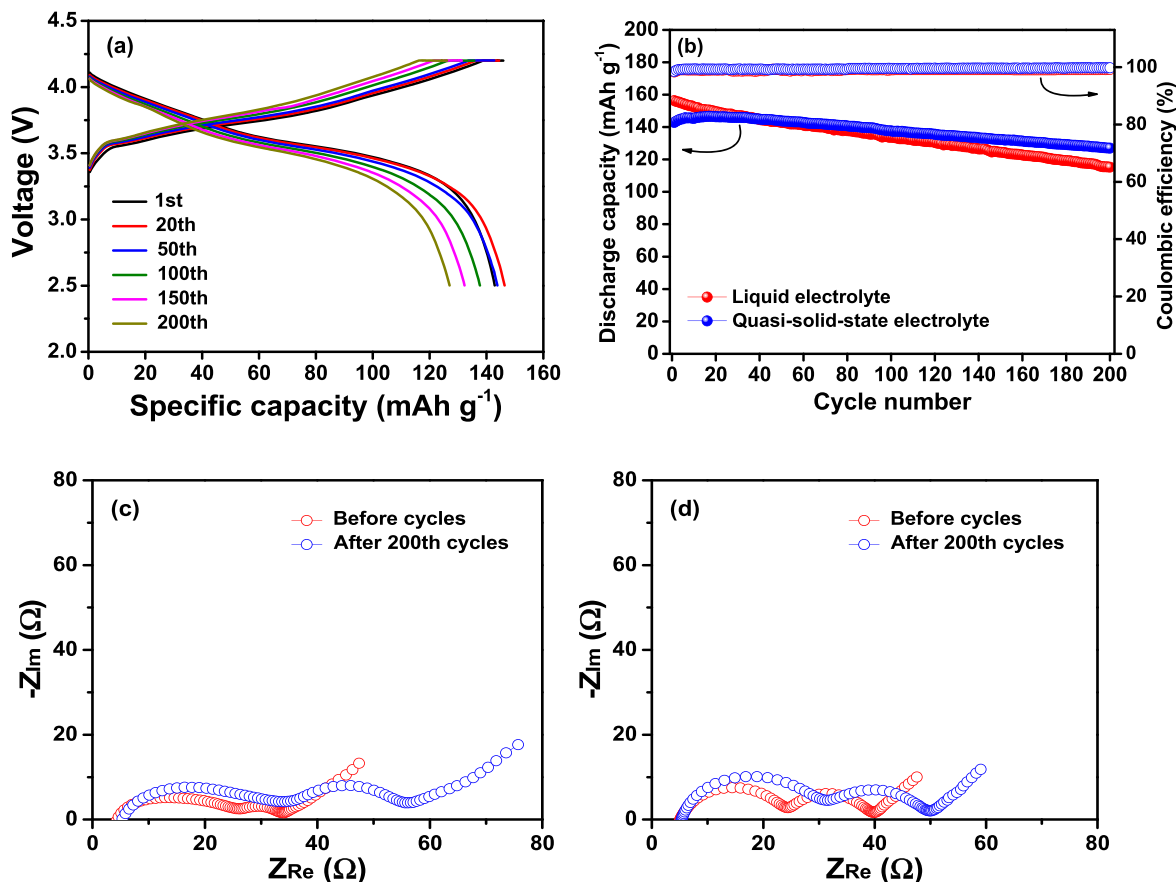 (a)
4.5
4.0
3.5
3.0
2.5
2.0
Voltage (V)
1st
20th
50th
100th
150th
200th
0 20 40 60 80 100 120 140 160
Specific capacity (mAh g⁻¹)
(b)
200
180
160
140
120
100
80
60
40
20
0
Discharge capacity (mAh g⁻¹)
100
80
60
40
20
0
Coulombic efficiency (%)
Liquid electrolyte
Quasi-solid-state electrolyte
0 20 40 60 80 100 120 140 160 180 200
Cycle number
(c)
80
60
40
20
0
-ZIm (Ω)
Before cycles
After 200th cycles
0 20 40 60 80
ZRe (Ω)
(d)
80
60
40
20
0
-ZIm (Ω)
Before cycles
After 200th cycles
0 20 40 60 80
ZRe (Ω)